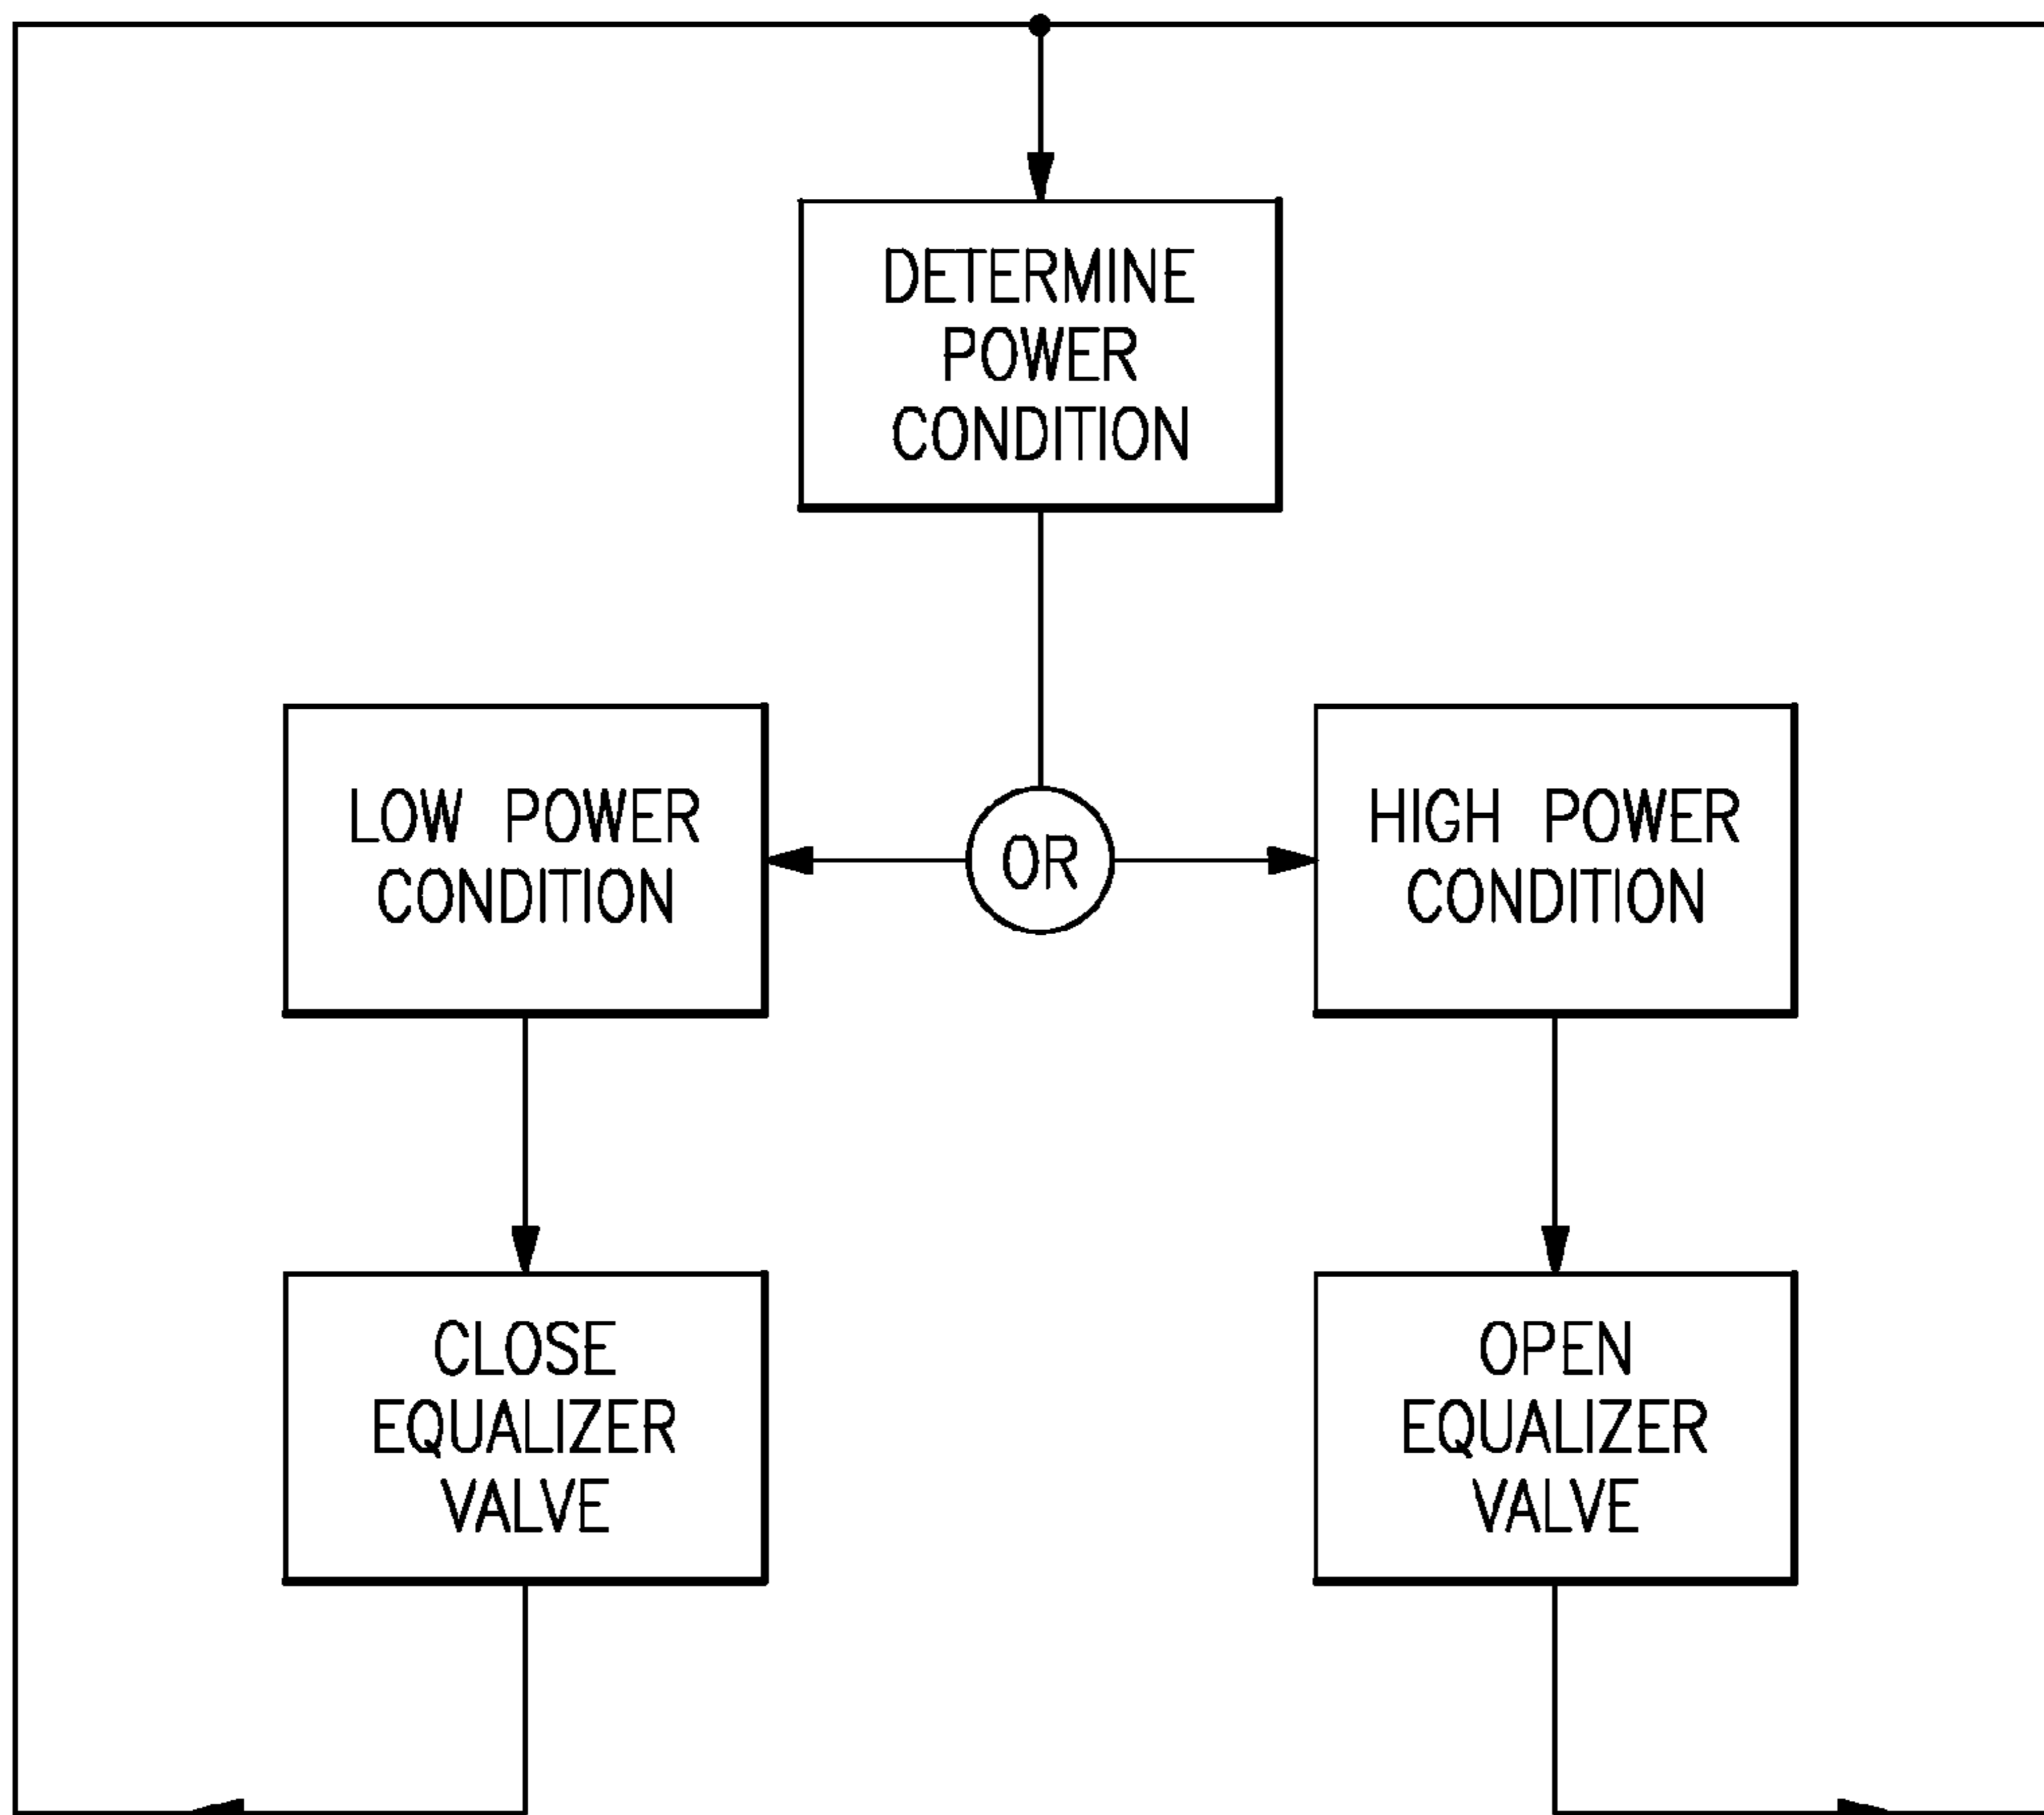 DETERMINE
POWER
CONDITION
LOW POWER
CONDITION
OR
HIGH POWER
CONDITION
CLOSE
EQUALIZER
VALVE
OPEN
EQUALIZER
VALVE